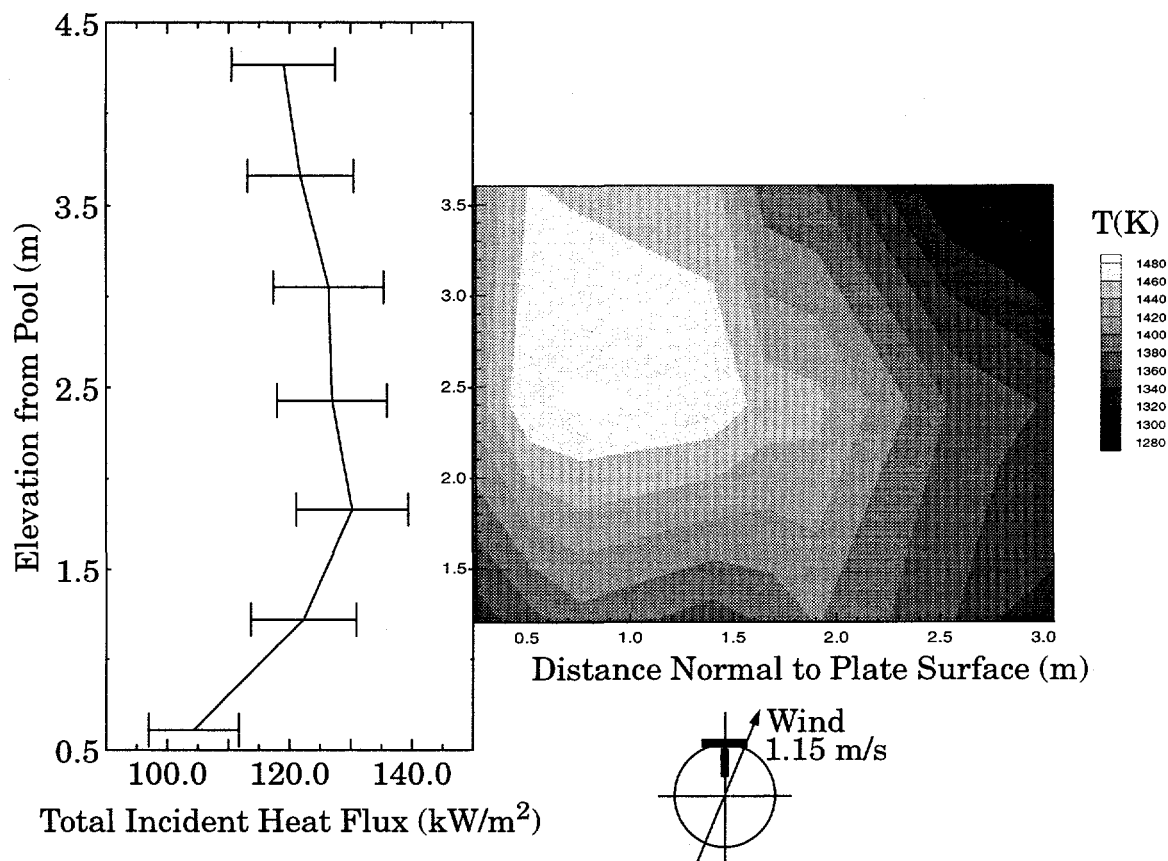 4.5
3.5
2.5
1.5
0.5
Elevation from Pool (m)
100.0 120.0 140.0
Total Incident Heat Flux (kW/m²)
3.5
3.0
2.5
2.0
1.5
0.5 1.0 1.5 2.0 2.5 3.0
Distance Normal to Plate Surface (m)
T(K)
1480
1460
1440
1420
1400
1380
1360
1340
1320
1300
1280
Wind
1.15 m/s